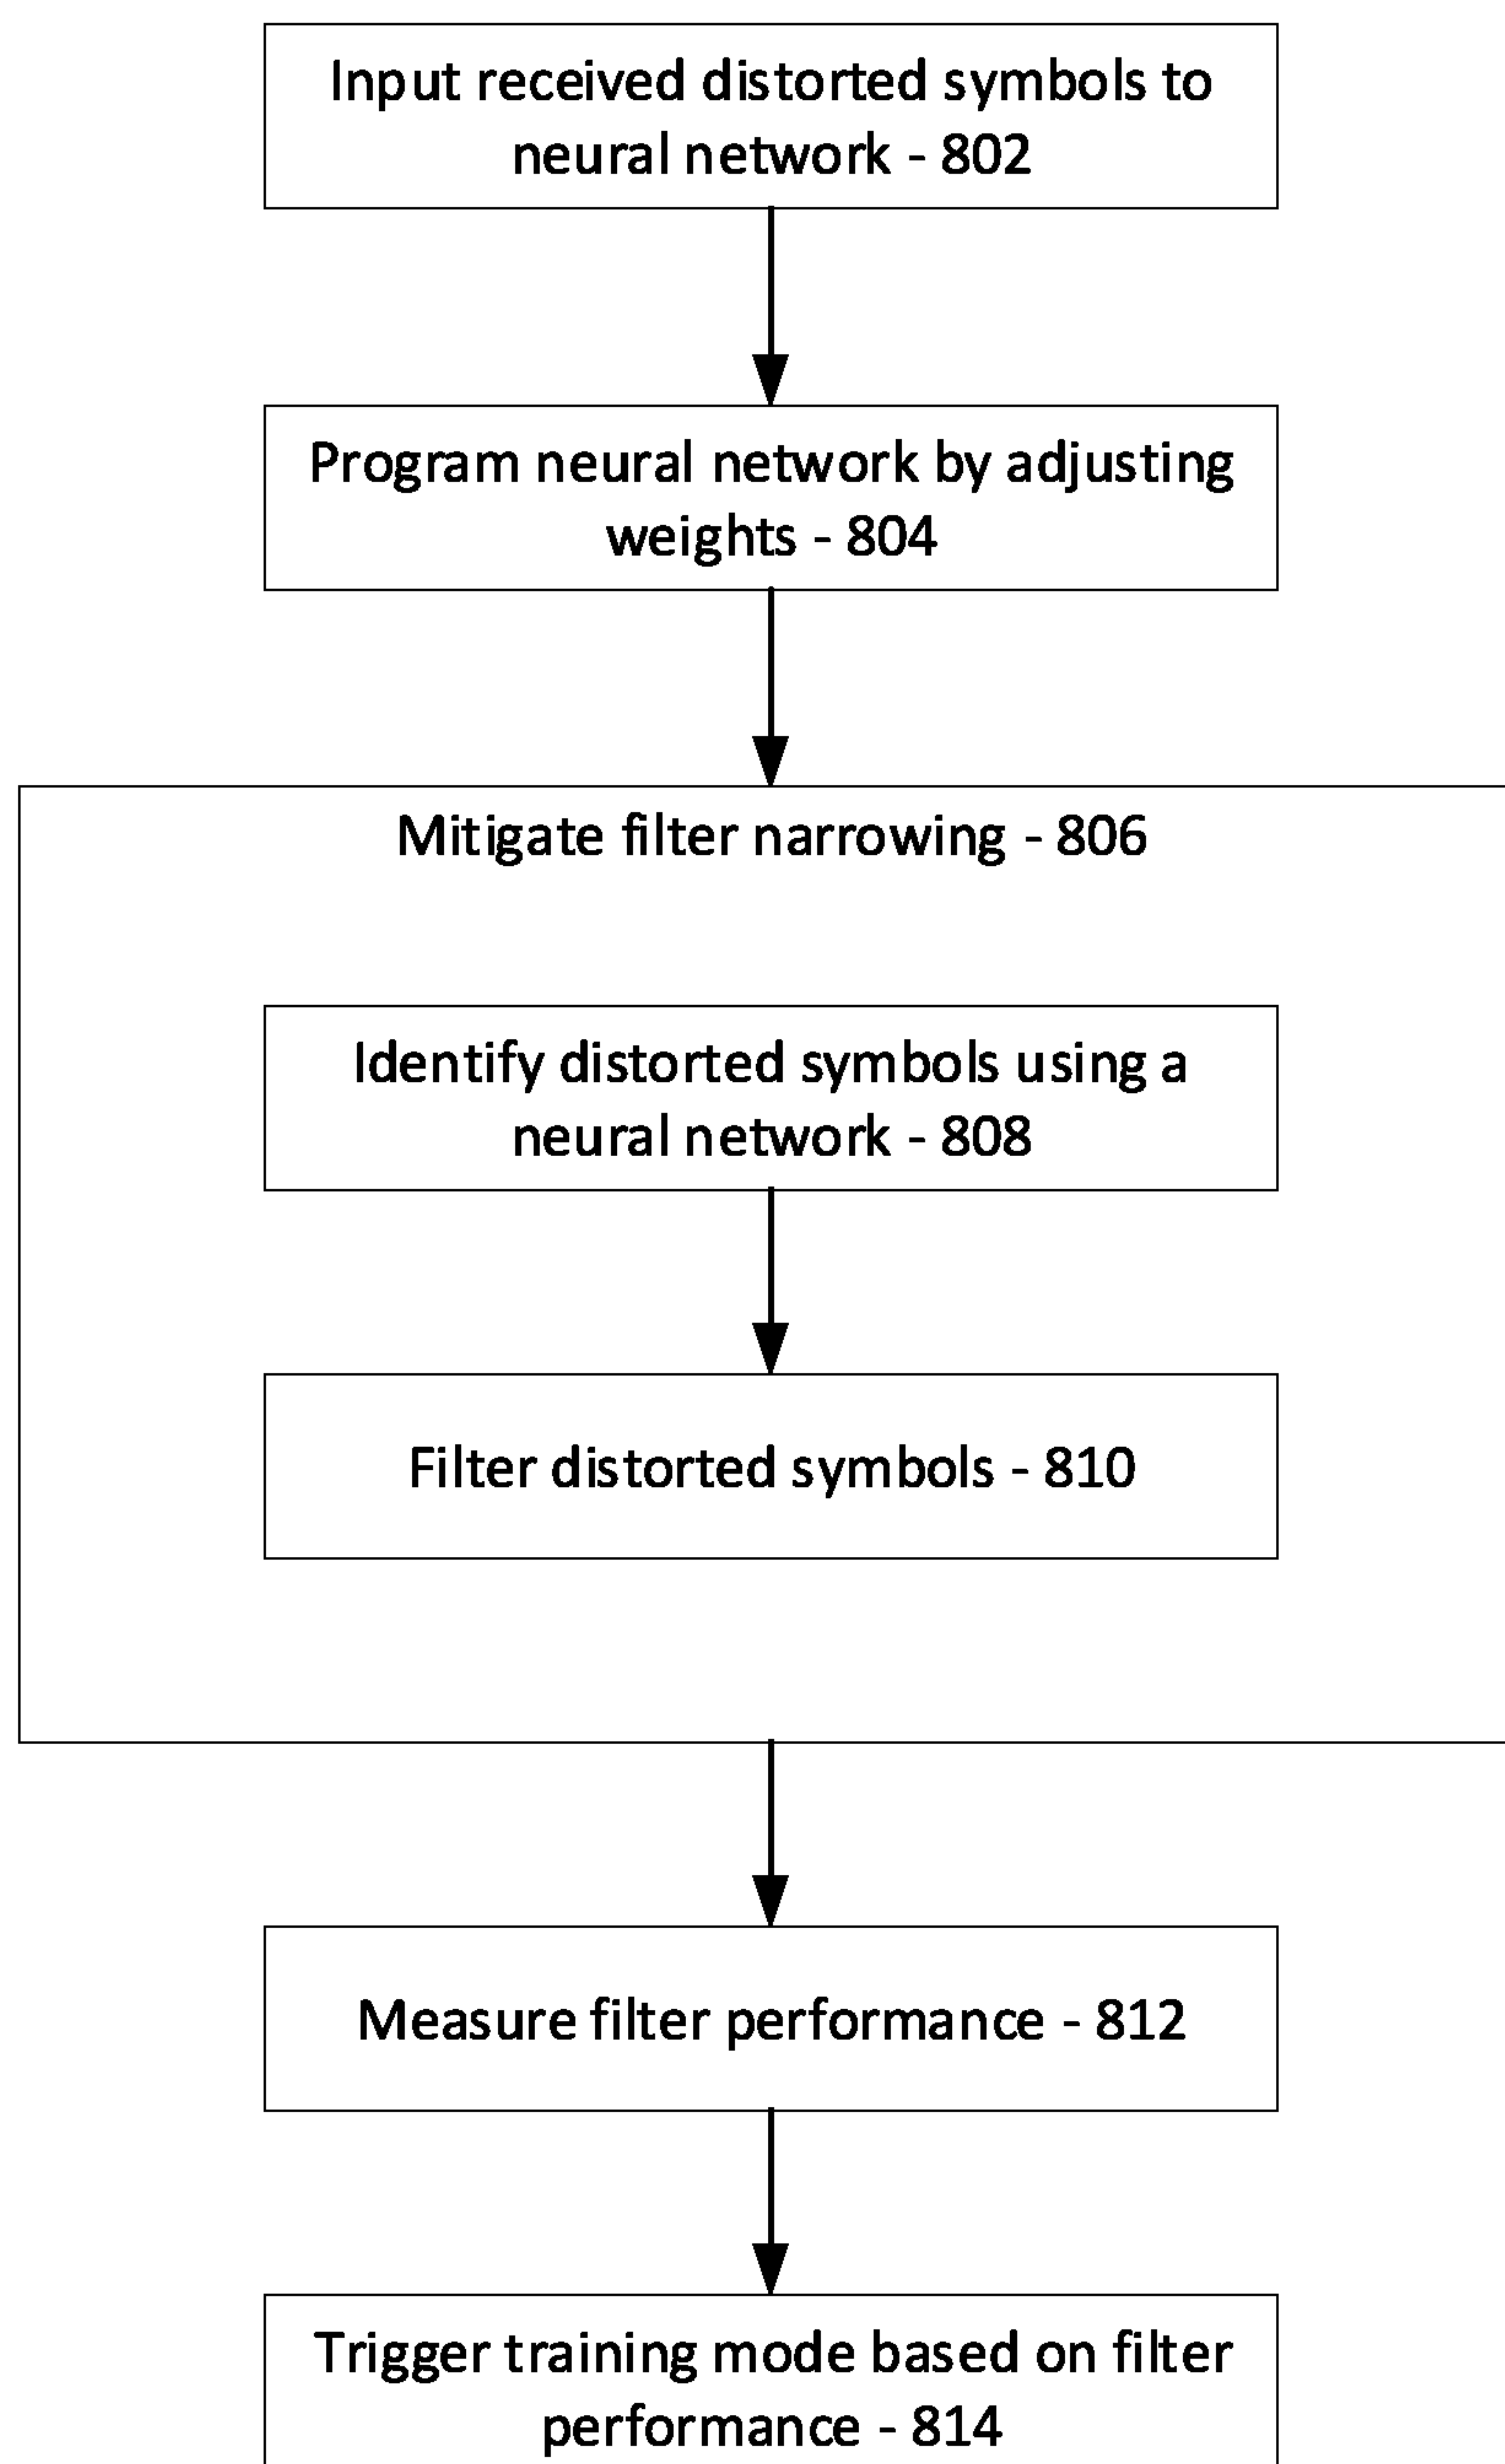 Input received distorted symbols to
neural network - 802
Program neural network by adjusting
weights - 804
Mitigate filter narrowing - 806
Identify distorted symbols using a
neural network - 808
Filter distorted symbols - 810
Measure filter performance - 812
Trigger training mode based on filter
performance - 814